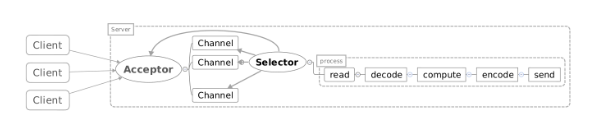 Server
Client
Client
Client
Acceptor
Channel
Channel
Channel
Selector
process
read
decode
compute
encode
send